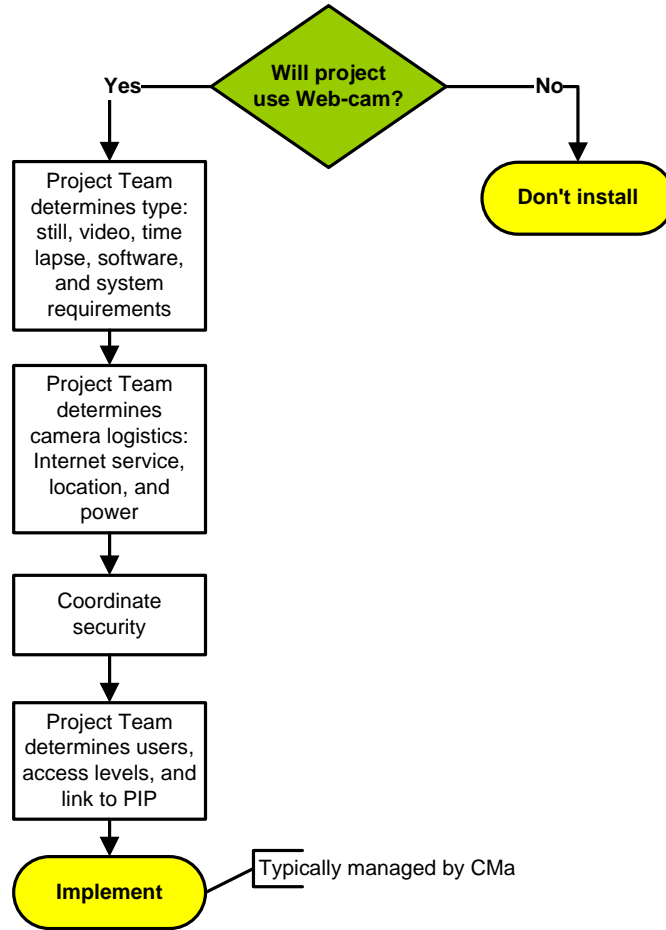 Will project
use Web-cam?
Yes
No
Project Team
determines type:
still, video, time
lapse, software,
and system
requirements
Don't install
Project Team
determines
camera logistics:
Internet service,
location, and
power
Coordinate
security
Project Team
determines users,
access levels, and
link to PIP
Implement
Typically managed by CMa